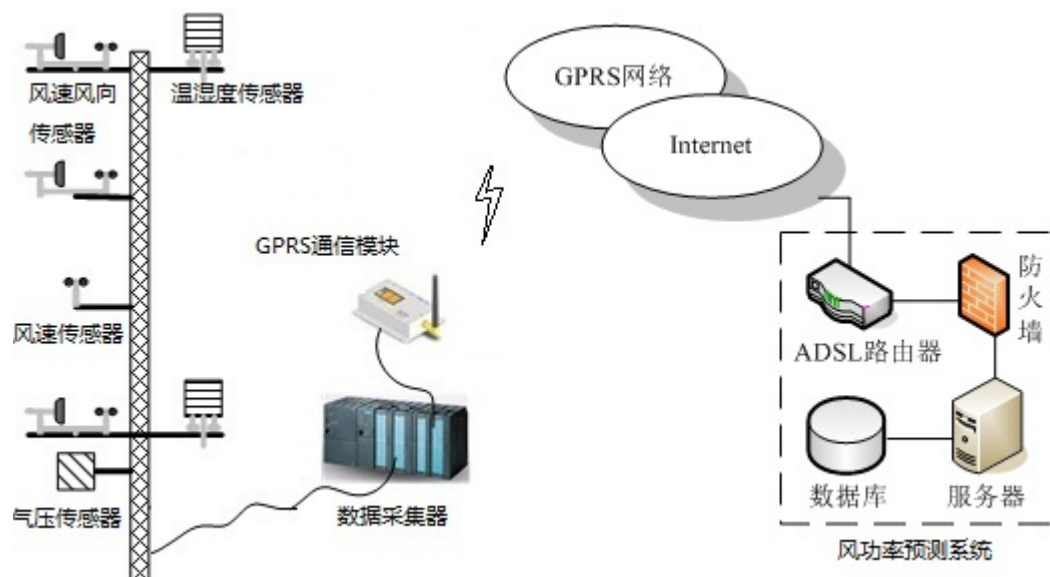 风速风向
传感器
温湿度传感器
风速传感器
气压传感器
GPRS通信模块
数据采集器
GPRS网络
Internet
ADSL路由器
防火墙
数据库
服务器
风功率预测系统